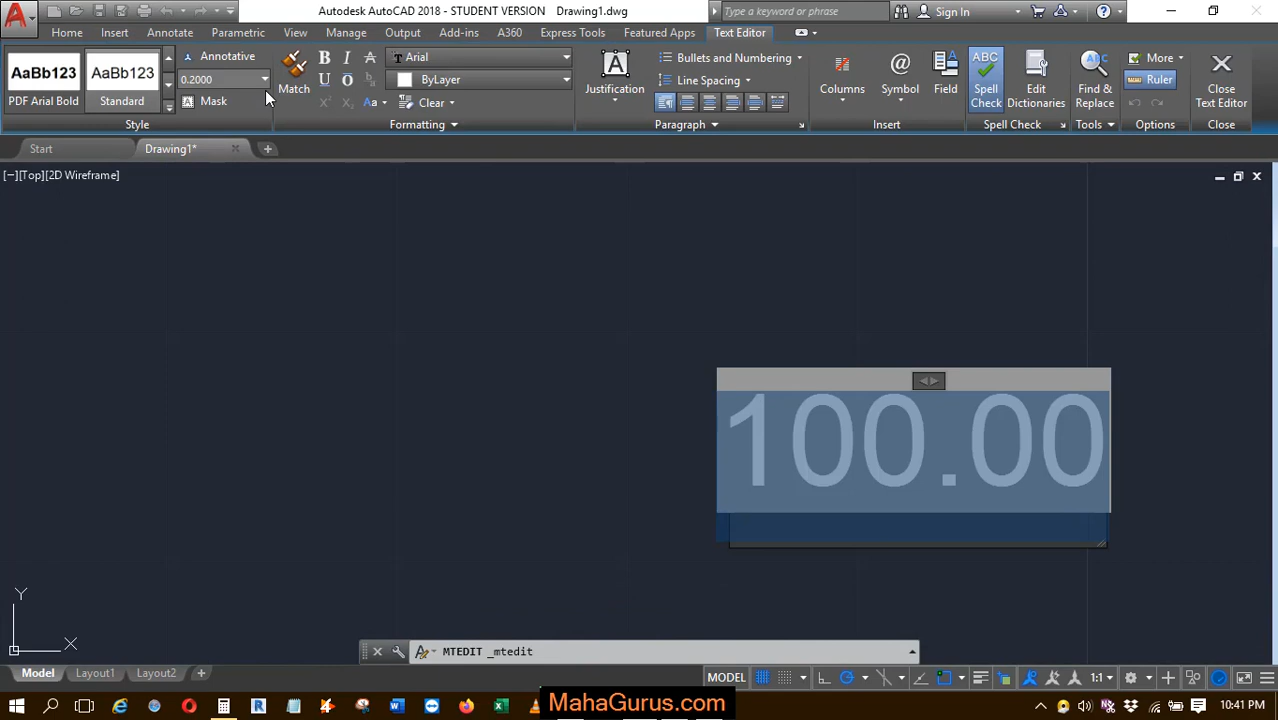 Autodesk AutoCAD 2018 - STUDENT VERSION Drawing1.dwg
Type a keyword or phrase
Sign In
Home Insert Annotate Parametric View Manage Output Add-ins A360 Express Tools Featured Apps Text Editor
AaBb123
PDF Arial Bold
AaBb123
Standard
Annotative
0.2000
Mask
Style
Match
Arial
ByLayer
Clear
Formatting
Justification
Bullets and Numbering
Line Spacing
Paragraph
Columns
Symbol
Field
Insert
ABC
Spell
Check
Edit
Dictionaries
Spell Check
Find &
Replace
Tools
More
Ruler
Options
Close
Text Editor
Close
Start
Drawing1*
[−][Top][2D Wireframe]
100.00
Y
X
MTEDIT _mtedit
Model Layout1 Layout2
MODEL
1:1
10:41 PM
MahaGurus.com